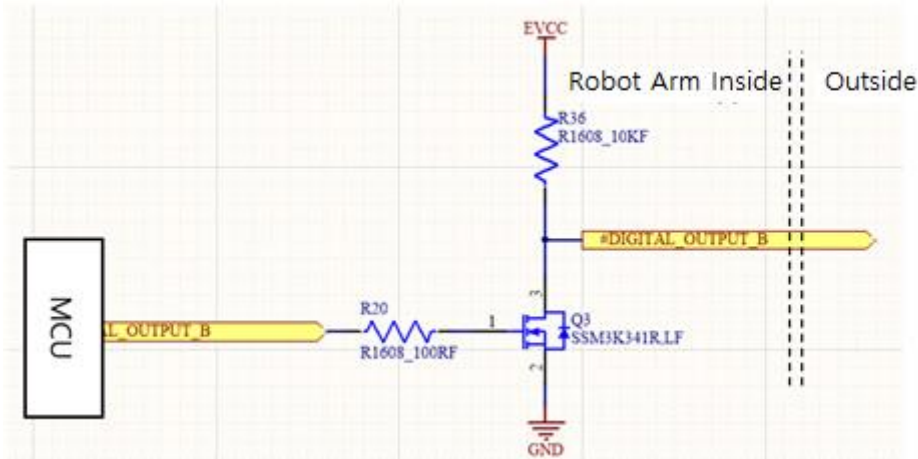 EVCC
Robot Arm Inside
Outside
R36
R1608_10KF
#DIGITAL_OUTPUT_B
MCU
AL_OUTPUT_B
R20
R1608_100RF
1
3
Q3
SSM3K341R,LF
2
GND